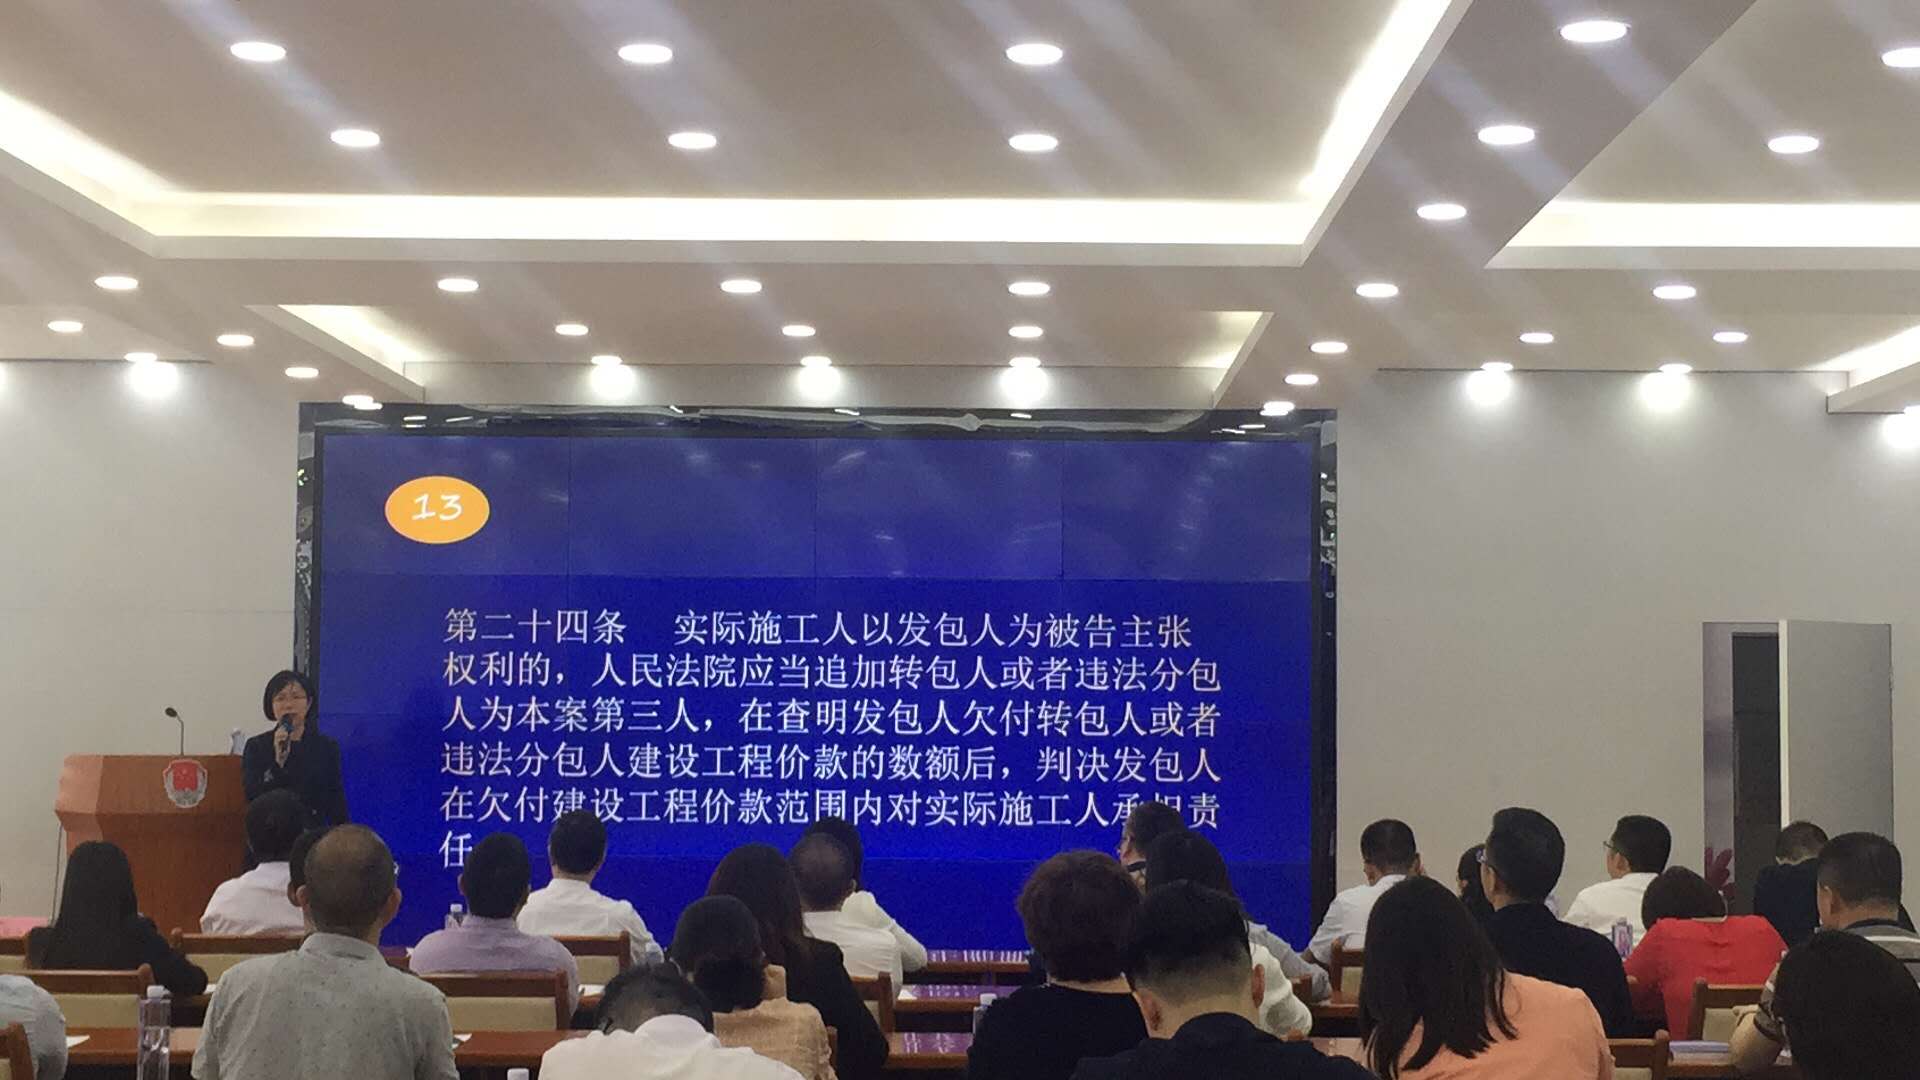 13
第二十四条 实际施工人以发包人为被告主张
权利的，人民法院应当追加转包人或者违法分包
人为本案第三人，在查明发包人欠付转包人或者
违法分包人建设工程价款的数额后，判决发包人
在欠付建设工程价款范围内对实际施工人承担责
任